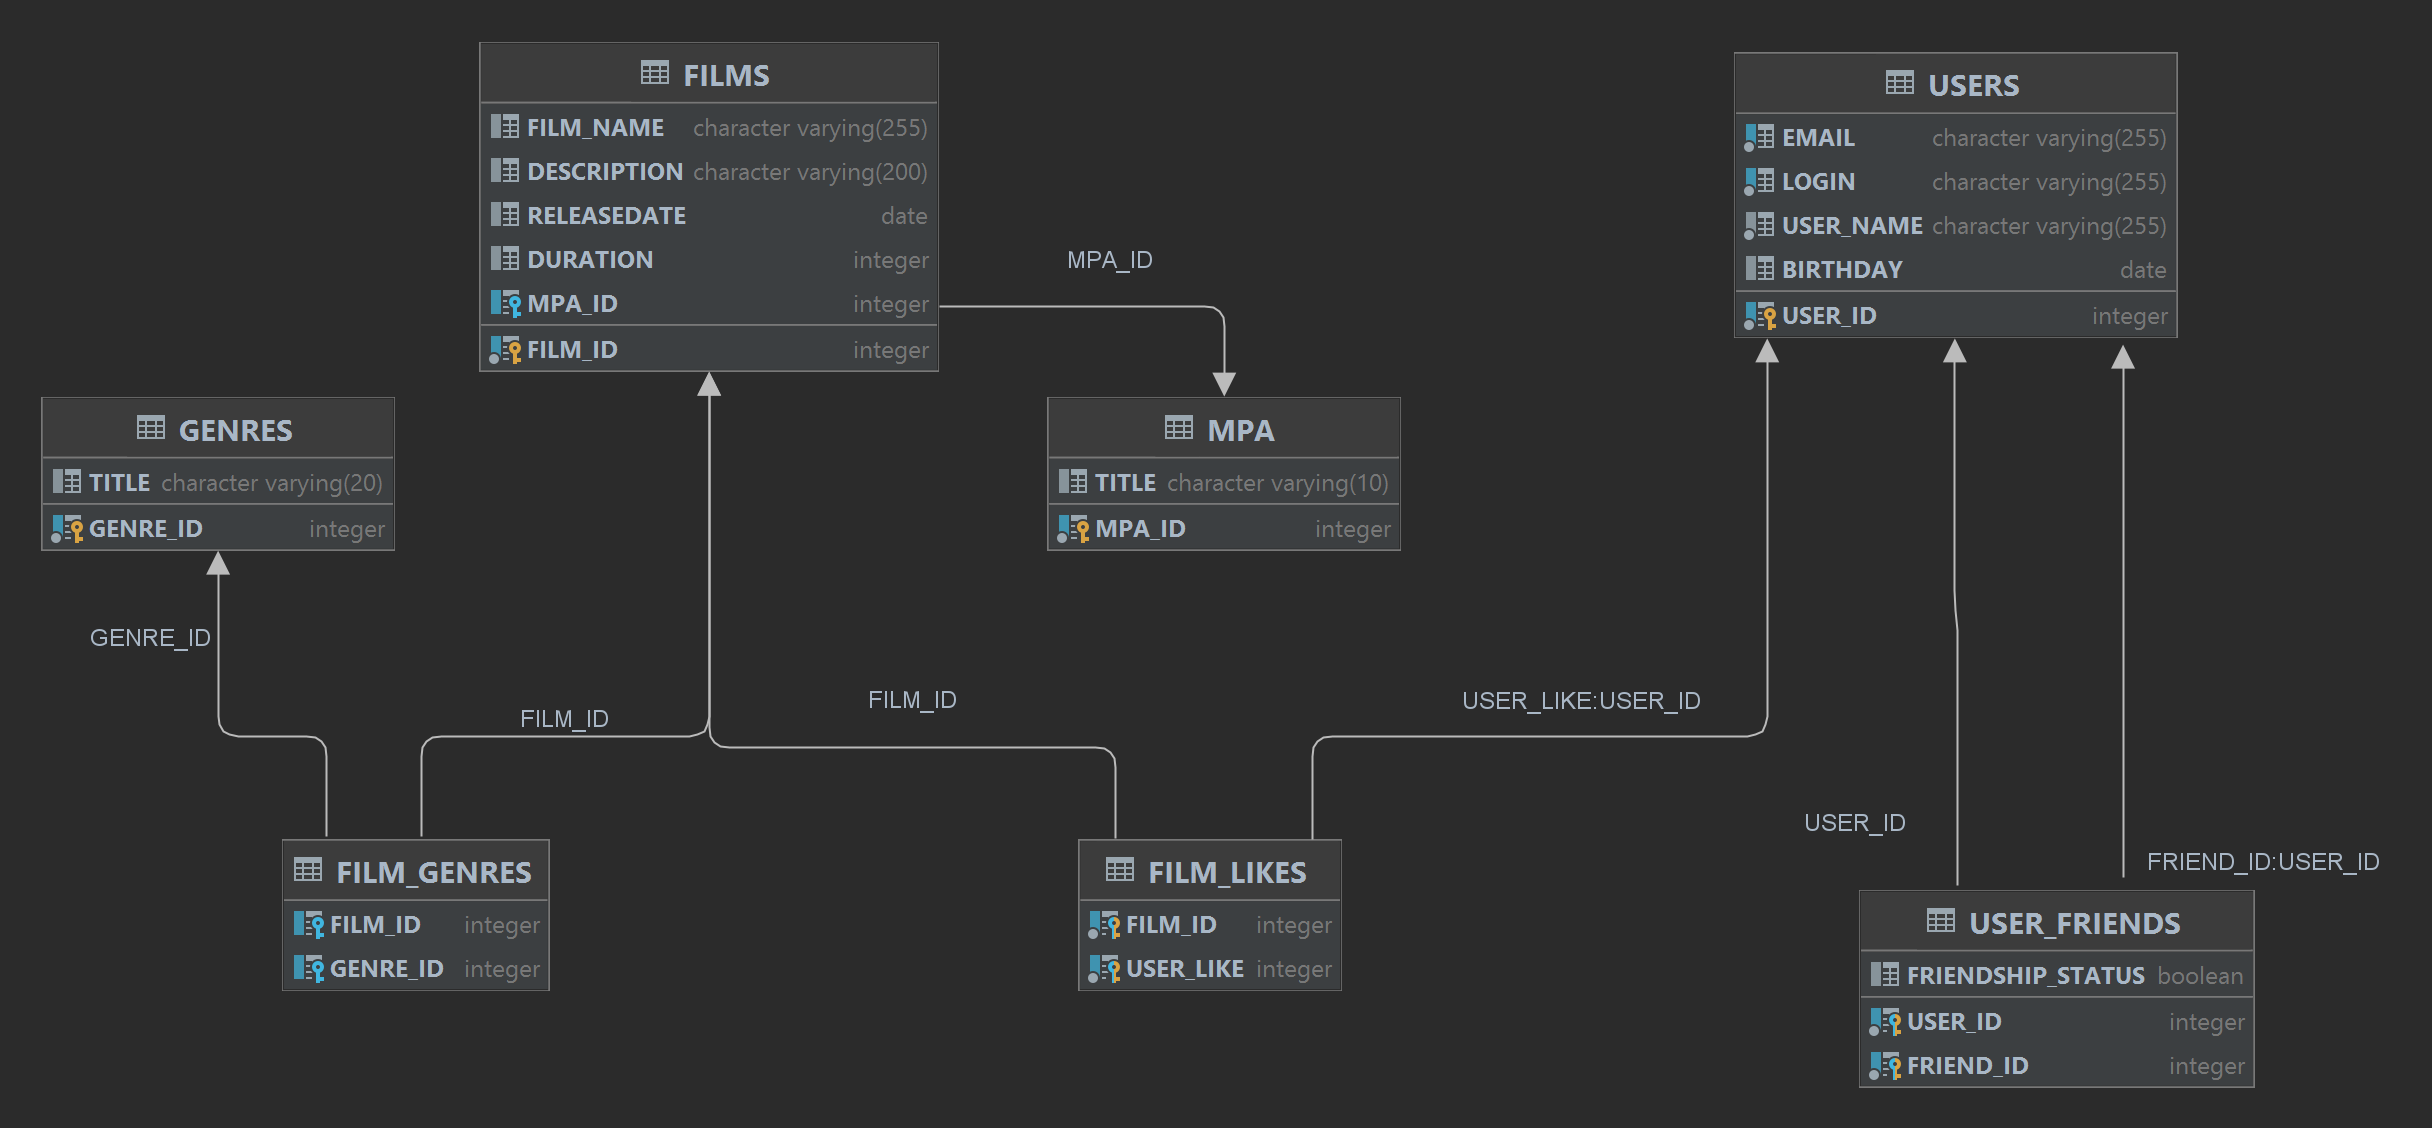 FILMS
FILM_NAME character varying(255)
DESCRIPTION character varying(200)
RELEASEDATE date
DURATION integer
MPA_ID integer
FILM_ID integer
USERS
EMAIL character varying(255)
LOGIN character varying(255)
USER_NAME character varying(255)
BIRTHDAY date
USER_ID integer
MPA_ID
GENRES
TITLE character varying(20)
GENRE_ID integer
MPA
TITLE character varying(10)
MPA_ID integer
GENRE_ID
FILM_ID
FILM_ID
USER_LIKE:USER_ID
USER_ID
FRIEND_ID:USER_ID
FILM_GENRES
FILM_ID integer
GENRE_ID integer
FILM_LIKES
FILM_ID integer
USER_LIKE integer
USER_FRIENDS
FRIENDSHIP_STATUS boolean
USER_ID integer
FRIEND_ID integer